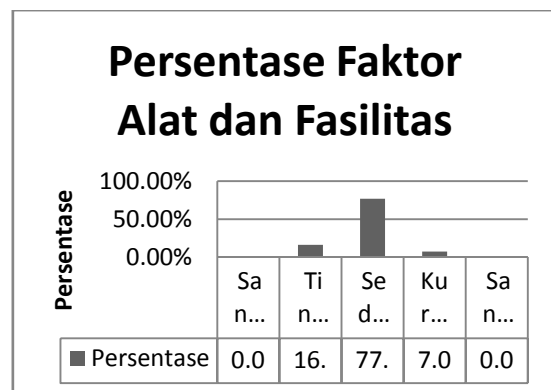 Persentase Faktor
Alat dan Fasilitas
Persentase
100.00%
50.00%
0.00%
Sa Ti Se Ku Sa
n... n... d... r... n...
Persentase 0.0 16. 77. 7.0 0.0